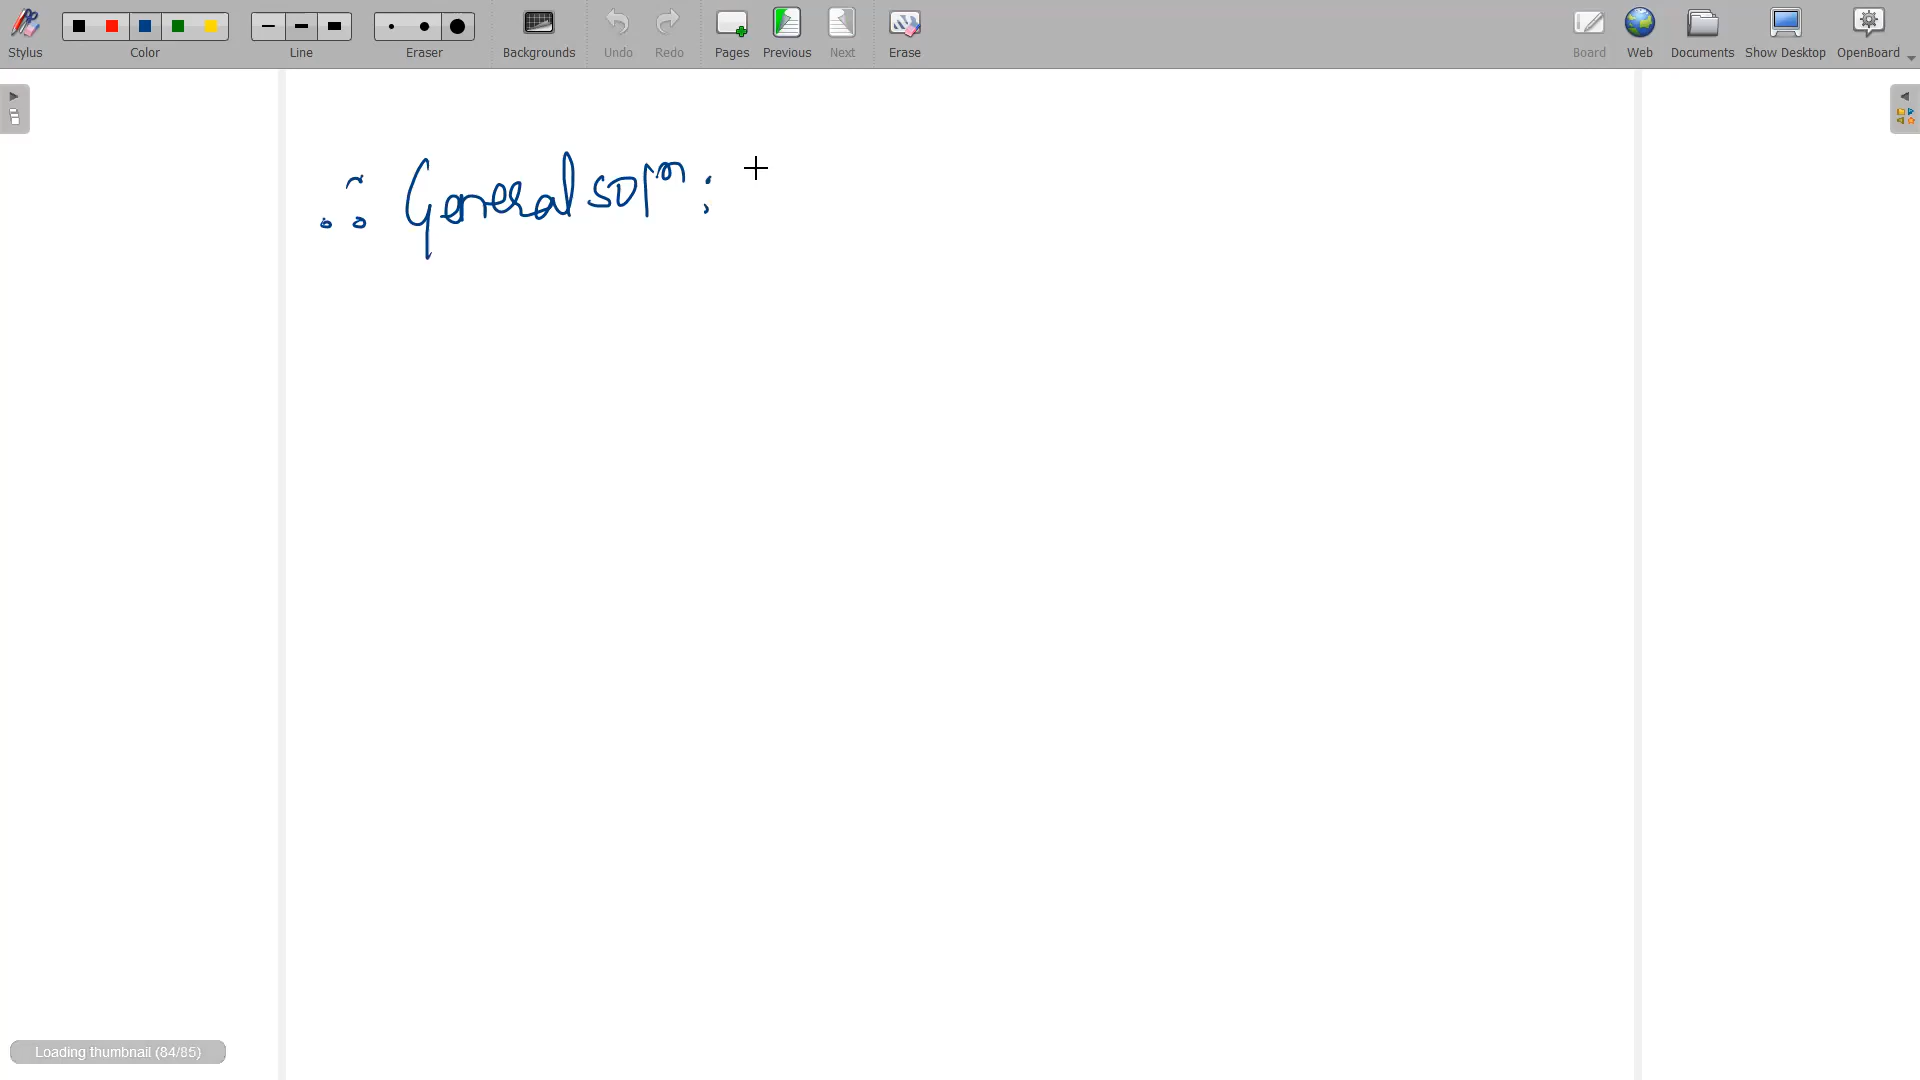 Stylus Color Line Eraser Backgrounds Undo Redo Pages Previous Next Erase Board Web Documents Show Desktop OpenBoard
∴ General solⁿ :
Loading thumbnail (84/85)